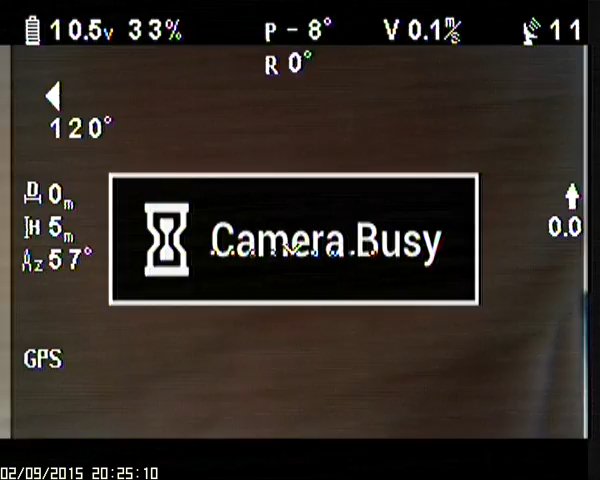 10.5v 33% P - 8° V 0.1m/s 11
R 0°
120°
D 0m
H 5m
Az 57°
0.0
Camera Busy
GPS
02/09/2015 20:25:10